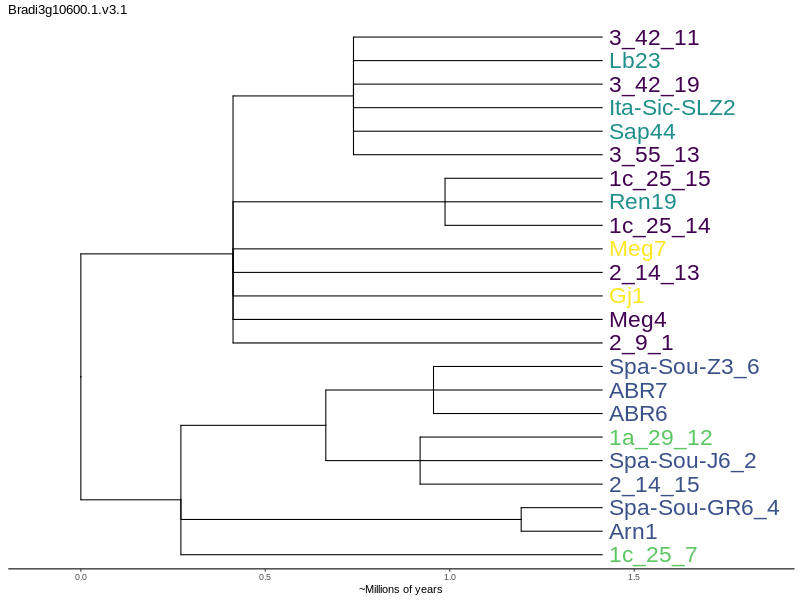 Bradi3g10600.1.v3.1
3_42_11
Lb23
3_42_19
Ita-Sic-SLZ2
Sap44
3_55_13
1c_25_15
Ren19
1c_25_14
Meg7
2_14_13
Gj1
Meg4
2_9_1
Spa-Sou-Z3_6
ABR7
ABR6
1a_29_12
Spa-Sou-J6_2
2_14_15
Spa-Sou-GR6_4
Arn1
1c_25_7
0.0 0.5 1.0 1.5
~Millions of years